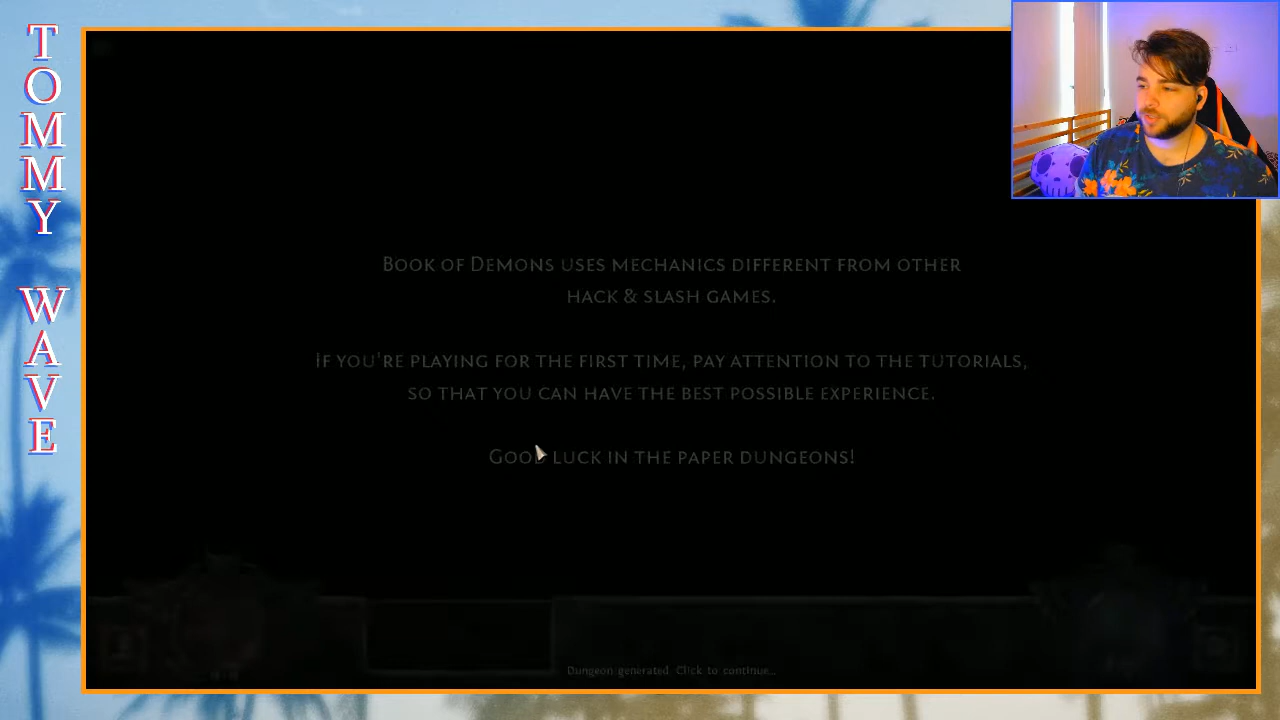 TOMMY WAVE
Book of Demons uses mechanics different from other
hack & slash games.
If you're playing for the first time, pay attention to the tutorials,
so that you can have the best possible experience.
Good luck in the paper dungeons!
Dungeon generated. Click to continue...